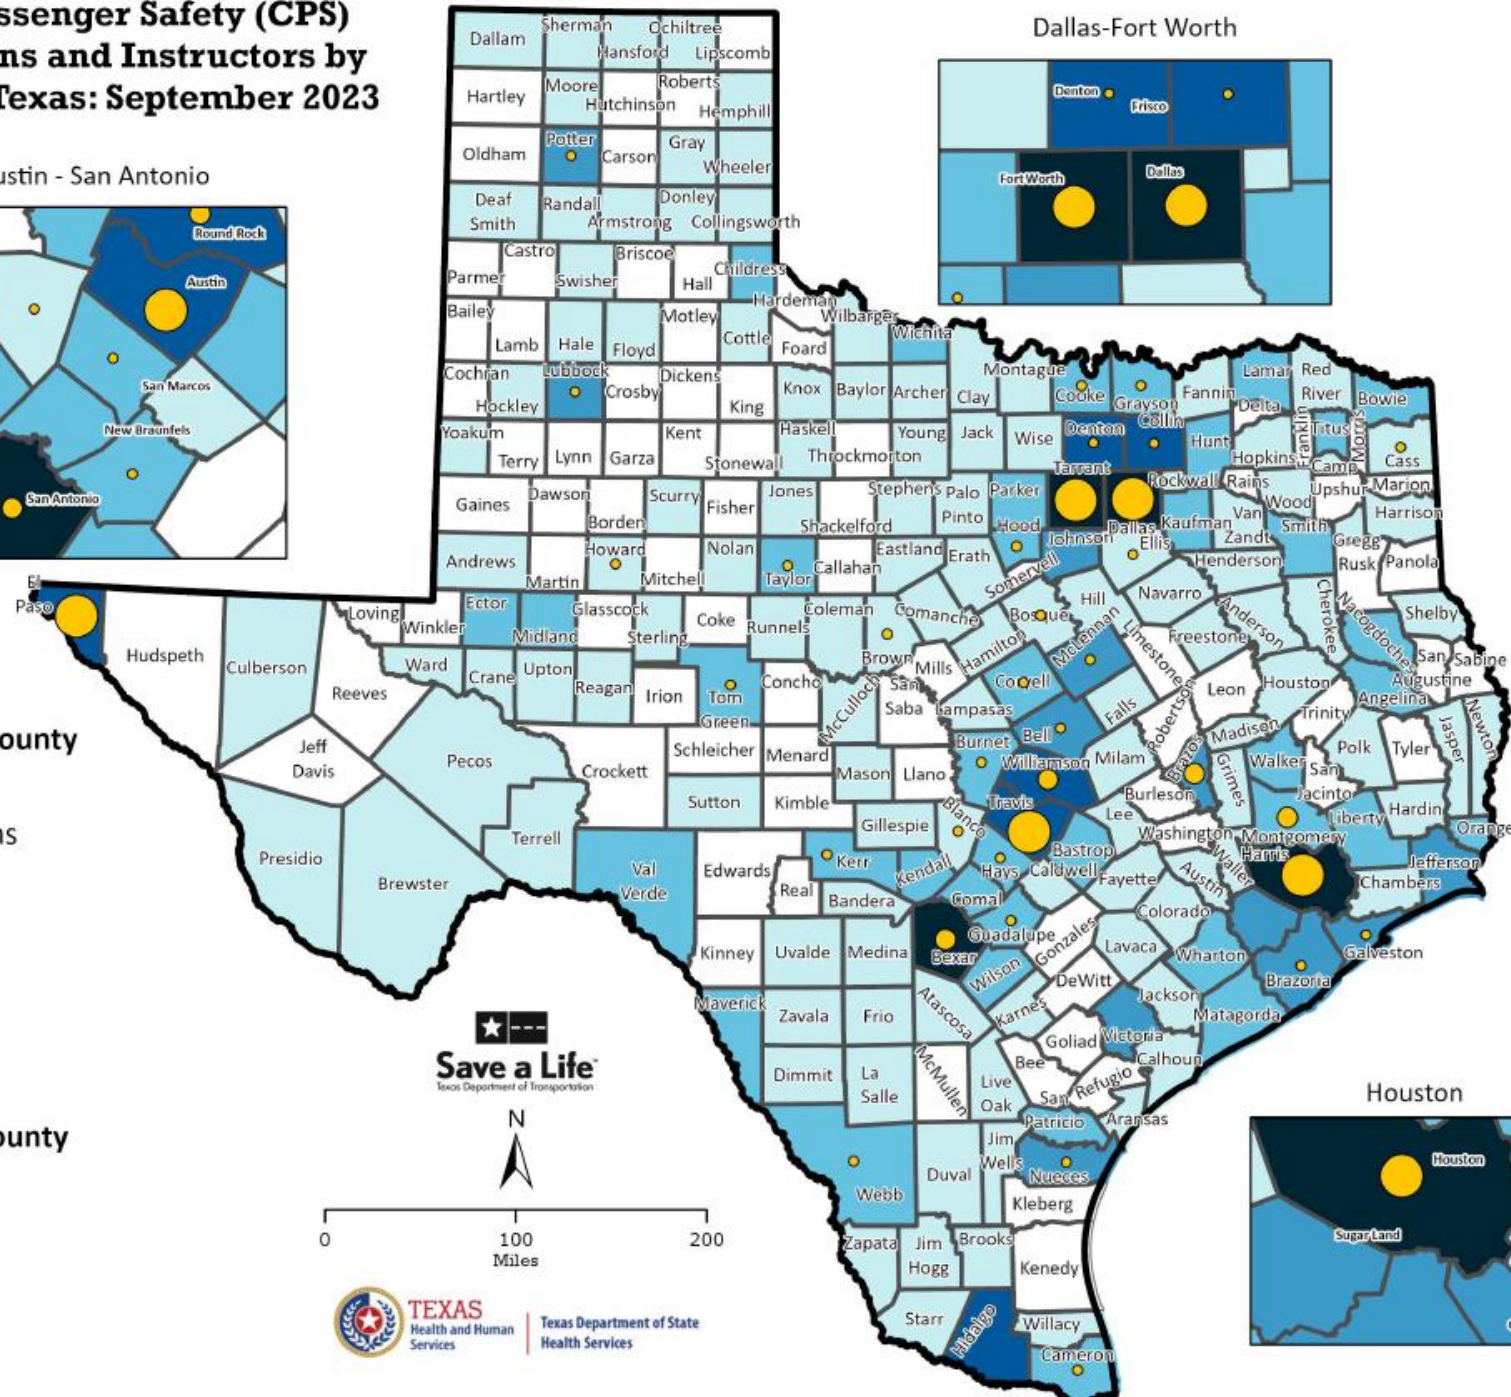 ssenger Safety (CPS)
ns and Instructors by
Texas: September 2023
ustin - San Antonio
Round Rock
Austin
San Marcos
New Braunfels
San Antonio
Dallas-Fort Worth
Denton
Frisco
Fort Worth
Dallas
Dallam
Sherman
Hansford
Ochiltree
Lipscomb
Hartley
Moore
Hutchinson
Roberts
Hemphill
Oldham
Potter
Carson
Gray
Wheeler
Deaf
Smith
Randall
Armstrong
Donley
Collingsworth
Parmer
Castro
Swisher
Briscoe
Hall
Childress
Hardeman
Bailey
Lamb
Hale
Floyd
Motley
Cottle
Foard
Wilbarger
Wichita
Cochran
Hockley
Lubbock
Crosby
Dickens
King
Knox
Baylor
Archer
Clay
Montague
Cooke
Grayson
Fannin
Lamar
Red
River
Bowie
Delta
Franklin
Titus
Morris
Cass
Yoakum
Terry
Lynn
Garza
Kent
Stonewall
Haskell
Throckmorton
Young
Jack
Wise
Denton
Collin
Hunt
Hopkins
Camp
Marion
Tarrant
Rockwall
Rains
Wood
Upshur
Harrison
Gaines
Dawson
Borden
Scurry
Fisher
Jones
Shackelford
Stephens
Palo
Pinto
Parker
Hood
Johnson
Dallas
Ellis
Kaufman
Van
Zandt
Smith
Gregg
Rusk
Panola
Andrews
Martin
Howard
Mitchell
Nolan
Taylor
Callahan
Eastland
Erath
Somervell
Bosque
Hill
Navarro
Henderson
Anderson
Cherokee
Nacogdoches
Shelby
El
Paso
Hudspeth
Culberson
Reeves
Jeff
Davis
Loving
Winkler
Ector
Midland
Glasscock
Sterling
Coke
Runnels
Coleman
Brown
Comanche
Hamilton
McLennan
Limestone
Freestone
Leon
Houston
Angelina
San
Augustine
Sabine
Ward
Crane
Upton
Reagan
Irion
Tom
Green
Concho
McCulloch
San
Saba
Mills
Lampasas
Coryell
Bell
Falls
Robertson
Madison
Trinity
Polk
Tyler
Jasper
Newton
Pecos
Crockett
Schleicher
Menard
Mason
Llano
Burnet
Williamson
Milam
Brazos
Grimes
Walker
San
Jacinto
Hardin
Presidio
Brewster
Terrell
Sutton
Kimble
Gillespie
Blanco
Travis
Lee
Burleson
Washington
Montgomery
Liberty
Orange
Val
Verde
Edwards
Real
Kerr
Kendall
Hays
Caldwell
Bastrop
Fayette
Austin
Waller
Harris
Chambers
Jefferson
Bandera
Comal
Guadalupe
Gonzales
Colorado
Kinney
Uvalde
Medina
Bexar
Wilson
Lavaca
Wharton
Brazoria
Galveston
Maverick
Zavala
Frio
Atascosa
Karnes
DeWitt
Jackson
Matagorda
Dimmit
La
Salle
McMullen
Live
Oak
Bee
Goliad
Victoria
Calhoun
Refugio
San
Patricio
Aransas
Webb
Duval
Jim
Wells
Nueces
Kleberg
Zapata
Jim
Hogg
Brooks
Kenedy
Starr
Hidalgo
Willacy
Cameron
ounty
ns
ounty
Save a Life
Texas Department of Transportation
N
0
100
200
Miles
TEXAS
Health and Human
Services
Texas Department of State
Health Services
Houston
Houston
Sugar Land